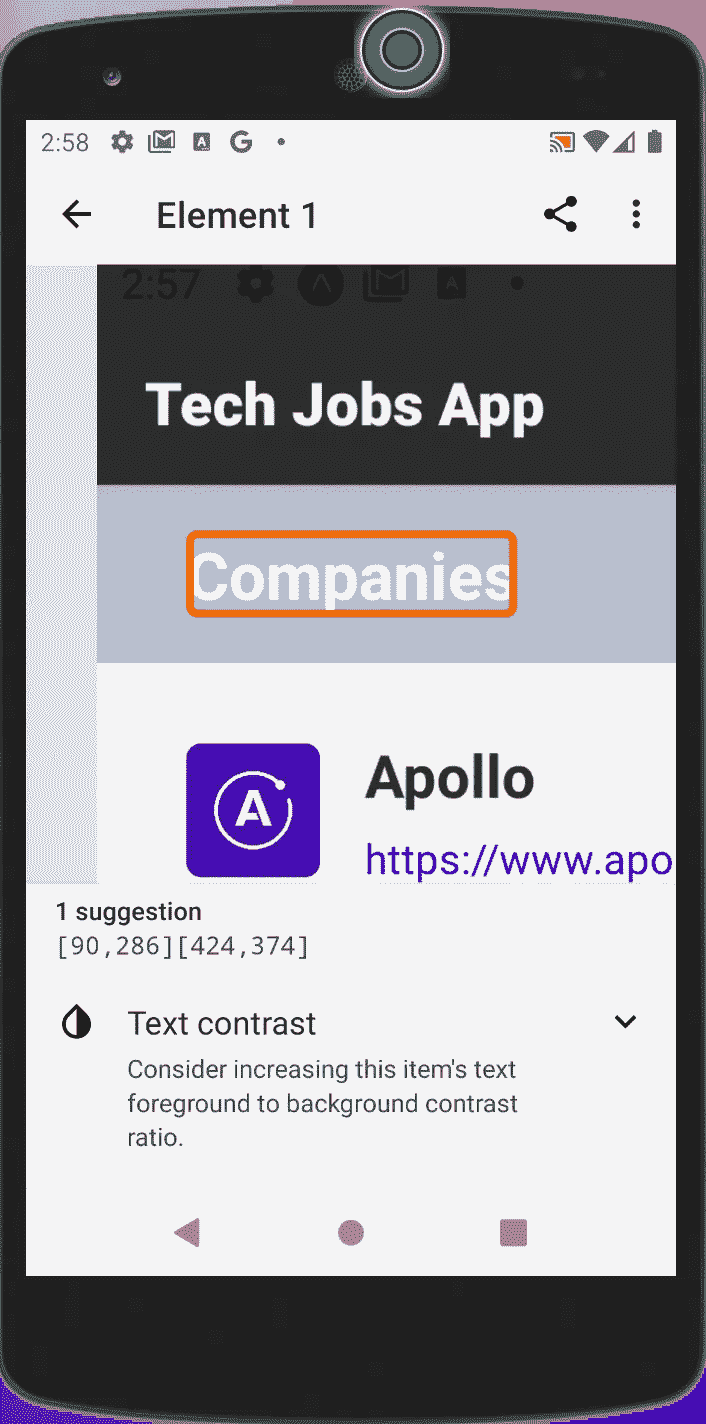 2:58
Element 1
2:57
Tech Jobs App
Companies
A
Apollo
https://www.apo
1 suggestion
[90,286][424,374]
Text contrast
Consider increasing this item's text
foreground to background contrast
ratio.